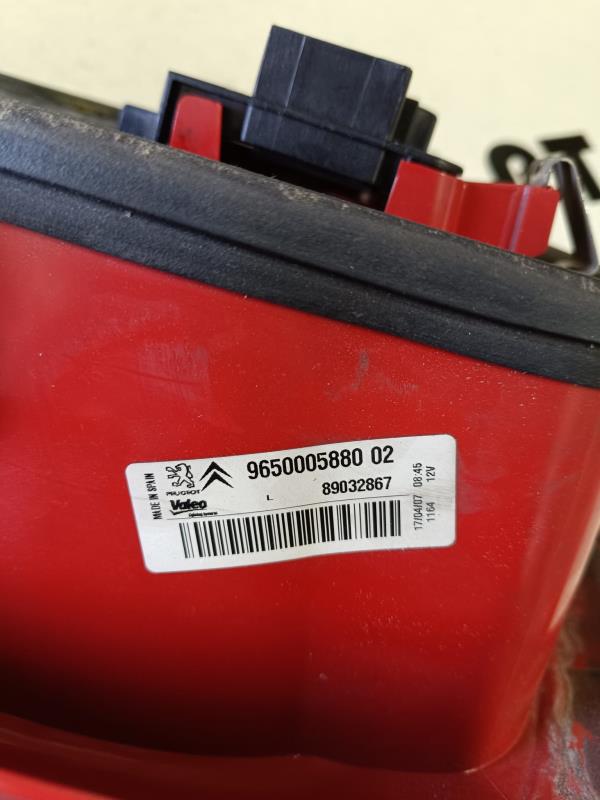 MADE IN SPAIN
PEUGEOT
Valeo
9650005880 02
L 89032867
17/04/07 08:45
1164 12V